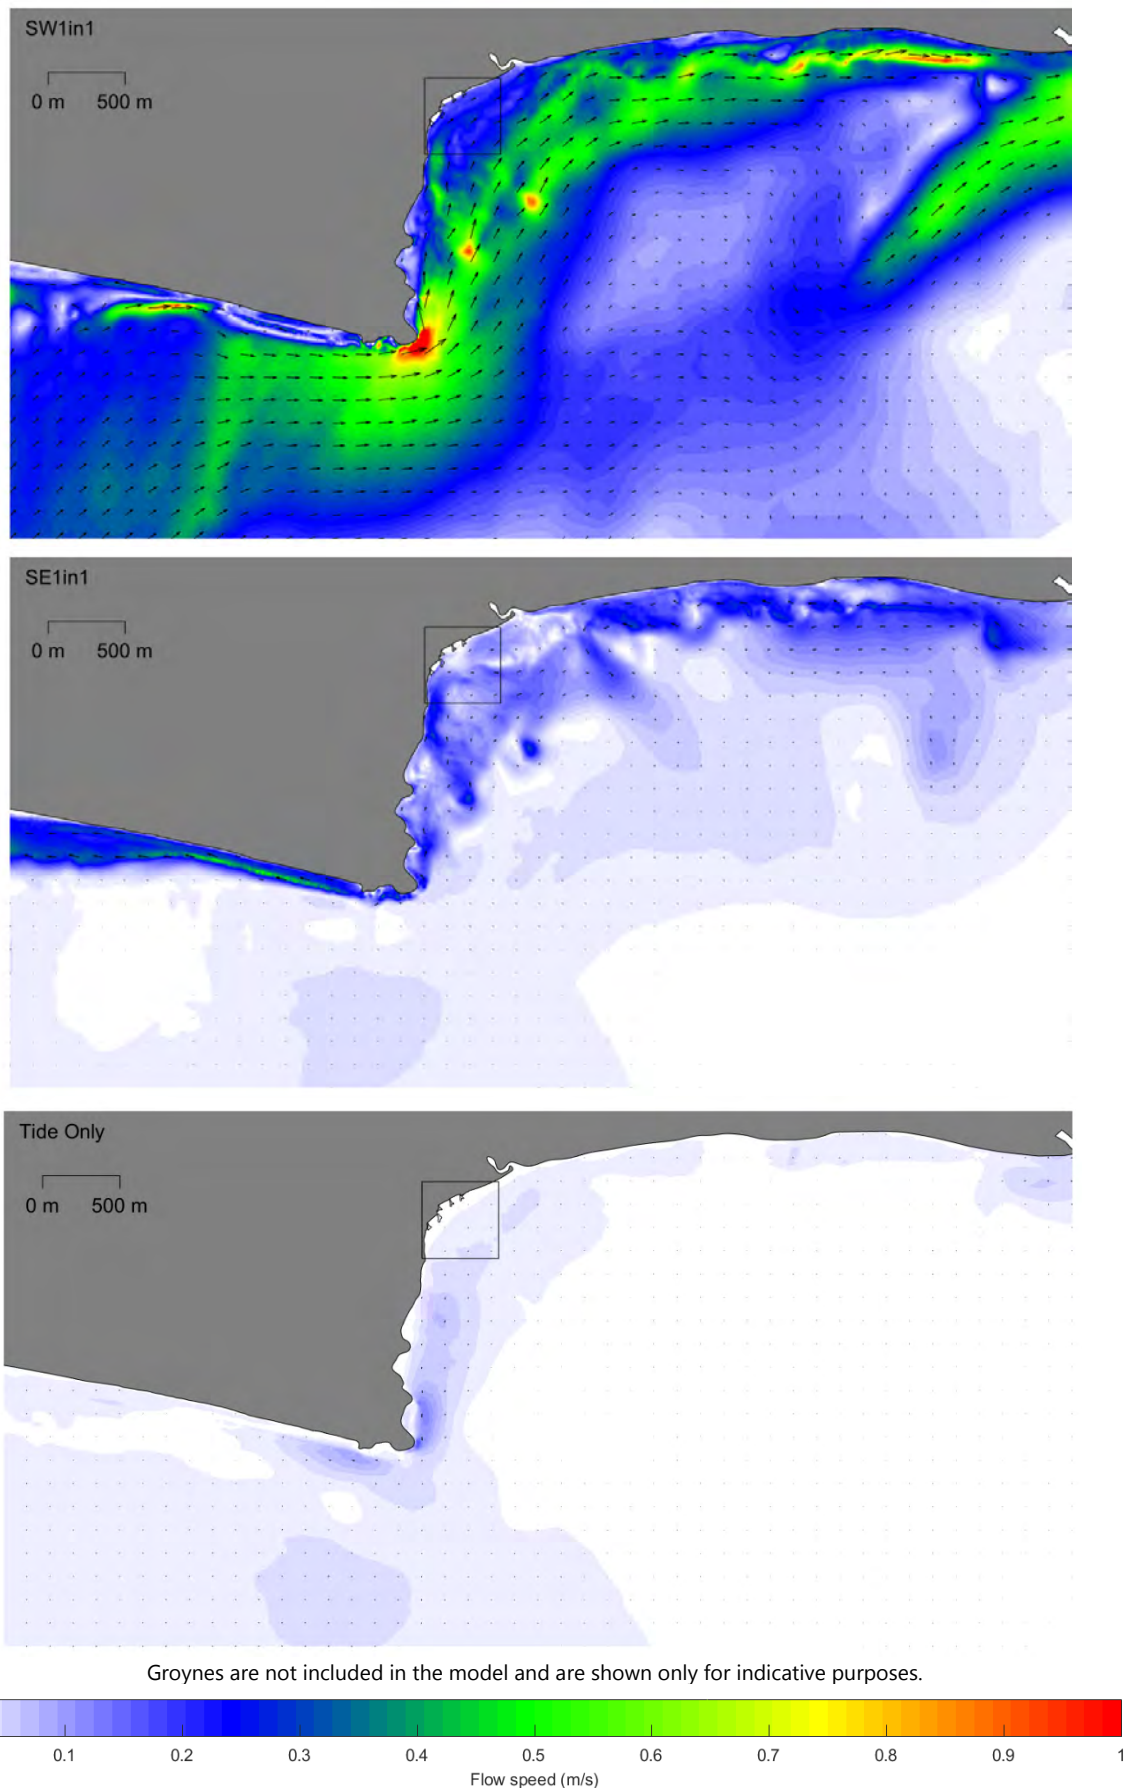 SW1in1
0 m 500 m
SE1in1
0 m 500 m
Tide Only
0 m 500 m
Groynes are not included in the model and are shown only for indicative purposes.
0.1 0.2 0.3 0.4 0.5 0.6 0.7 0.8 0.9 1
Flow speed (m/s)